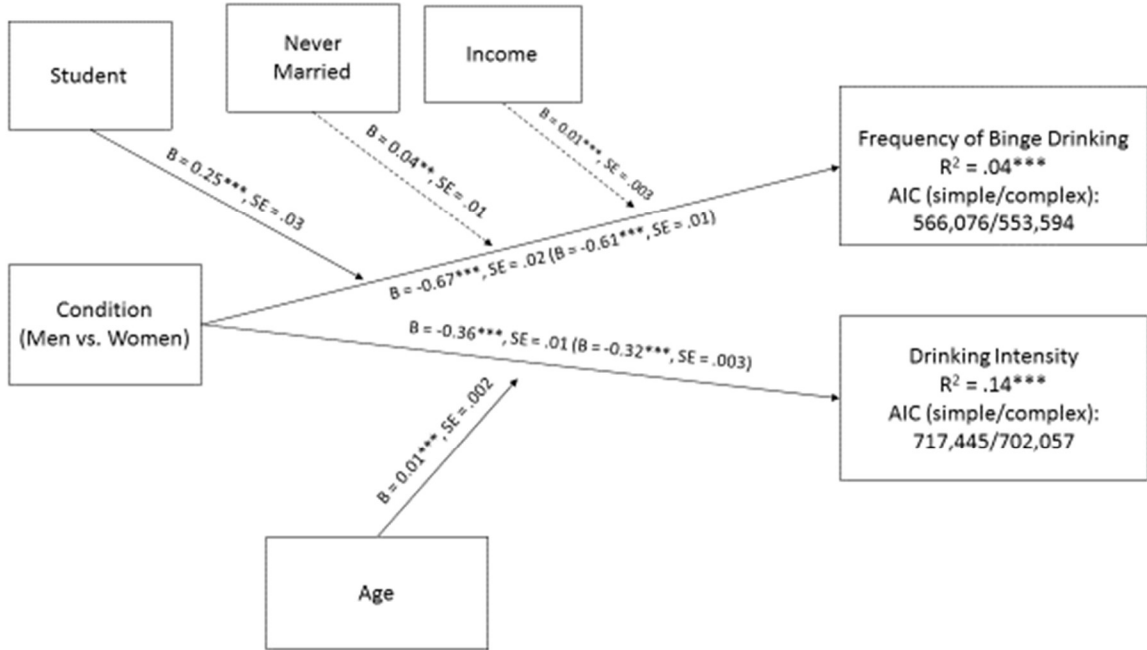 Student
Never
Married
Income
B = 0.25***, SE = .03
B = 0.04**, SE = .01
B = 0.01***, SE = .003
Frequency of Binge Drinking
R² = .04***
AIC (simple/complex):
566,076/553,594
B = -0.67***, SE = .02 (B = -0.61***, SE = .01)
Condition
(Men vs. Women)
B = -0.36***, SE = .01 (B = -0.32***, SE = .003)
Drinking Intensity
R² = .14***
AIC (simple/complex):
717,445/702,057
B = 0.01***, SE = .002
Age